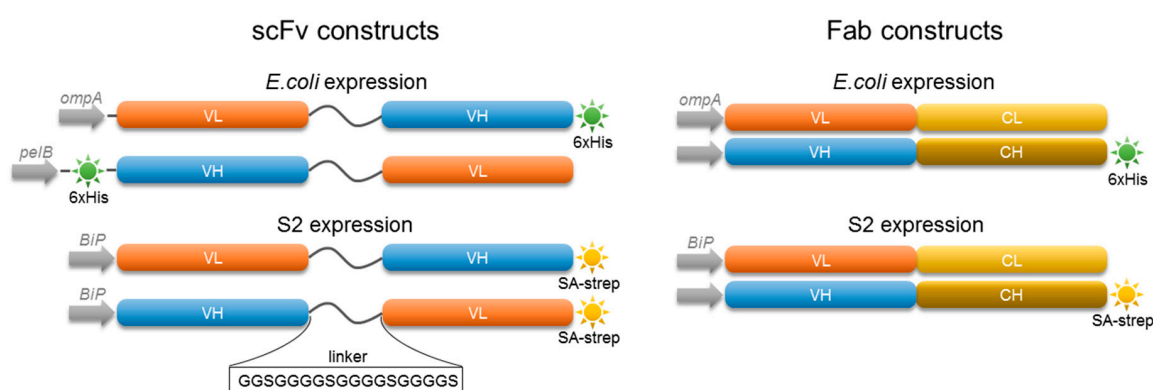 scFv constructs
E.coli expression
ompA
VL
VH
6xHis
pelB
6xHis
VH
VL
S2 expression
BiP
VL
VH
SA-strep
BiP
VH
VL
SA-strep
linker
GGSGGGGSGGGGSGGGGS
Fab constructs
E.coli expression
ompA
VL
CL
VH
CH
6xHis
S2 expression
BiP
VL
CL
VH
CH
SA-strep